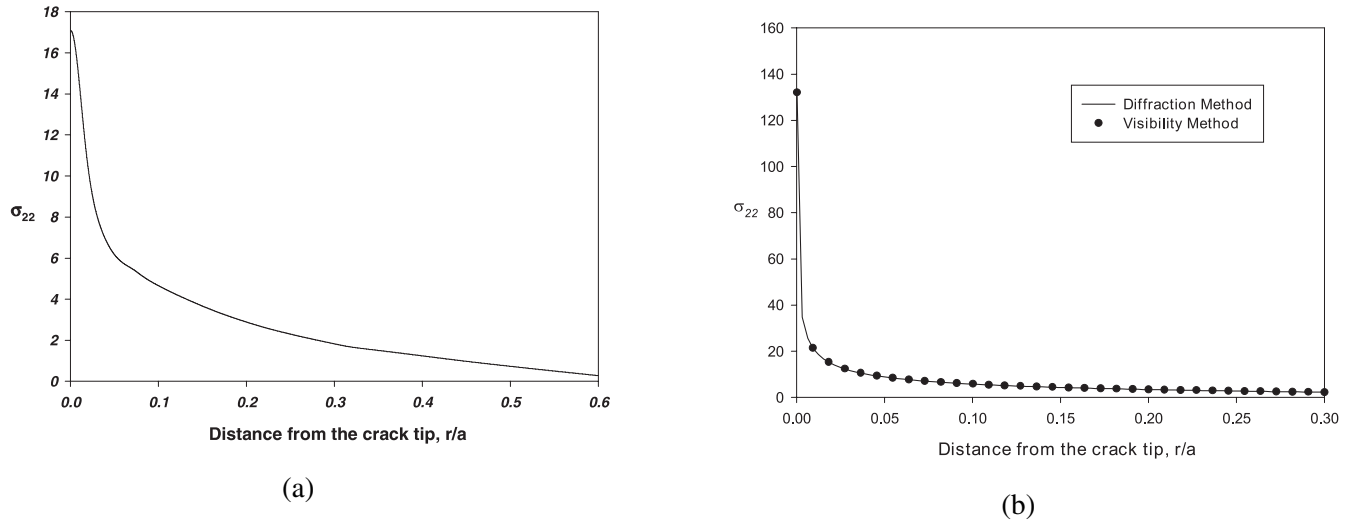 18
16
14
12
10
8
6
4
2
0
σ22
0.0 0.1 0.2 0.3 0.4 0.5 0.6
Distance from the crack tip, r/a
(a)
160
140
120
100
80
60
40
20
0
σ22
Diffraction Method
Visibility Method
0.00 0.05 0.10 0.15 0.20 0.25 0.30
Distance from the crack tip, r/a
(b)